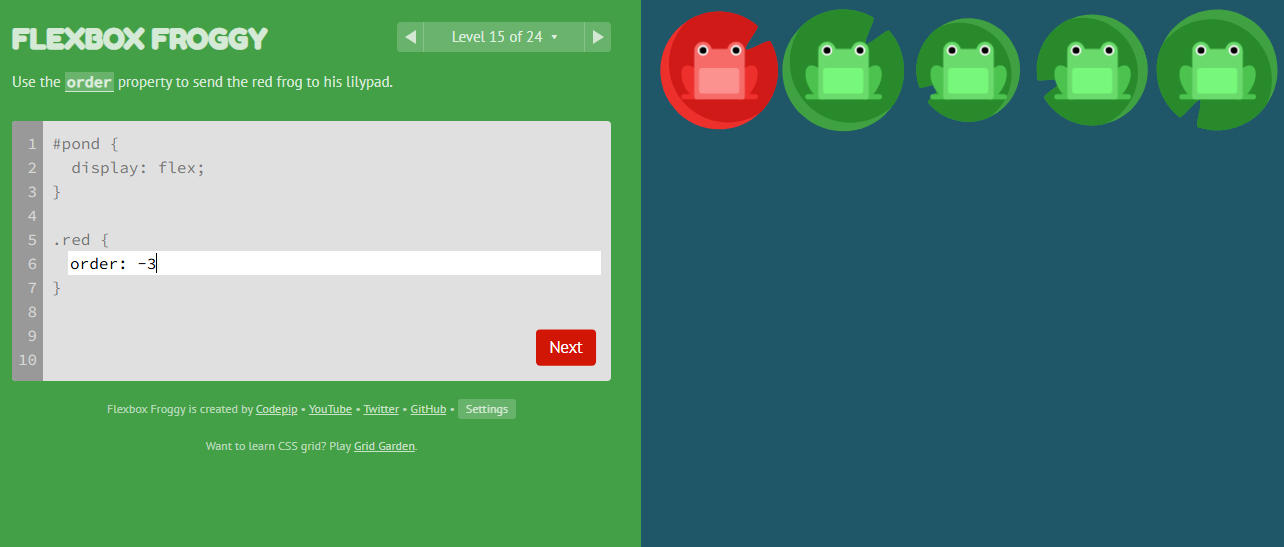 FLEXBOX FROGGY
Level 15 of 24
Use the order property to send the red frog to his lilypad.
1 #pond {
2 display: flex;
3 }
4
5 .red {
6 order: -3
7 }
8
9
10
Next
Flexbox Froggy is created by Codepip • YouTube • Twitter • GitHub • Settings
Want to learn CSS grid? Play Grid Garden.